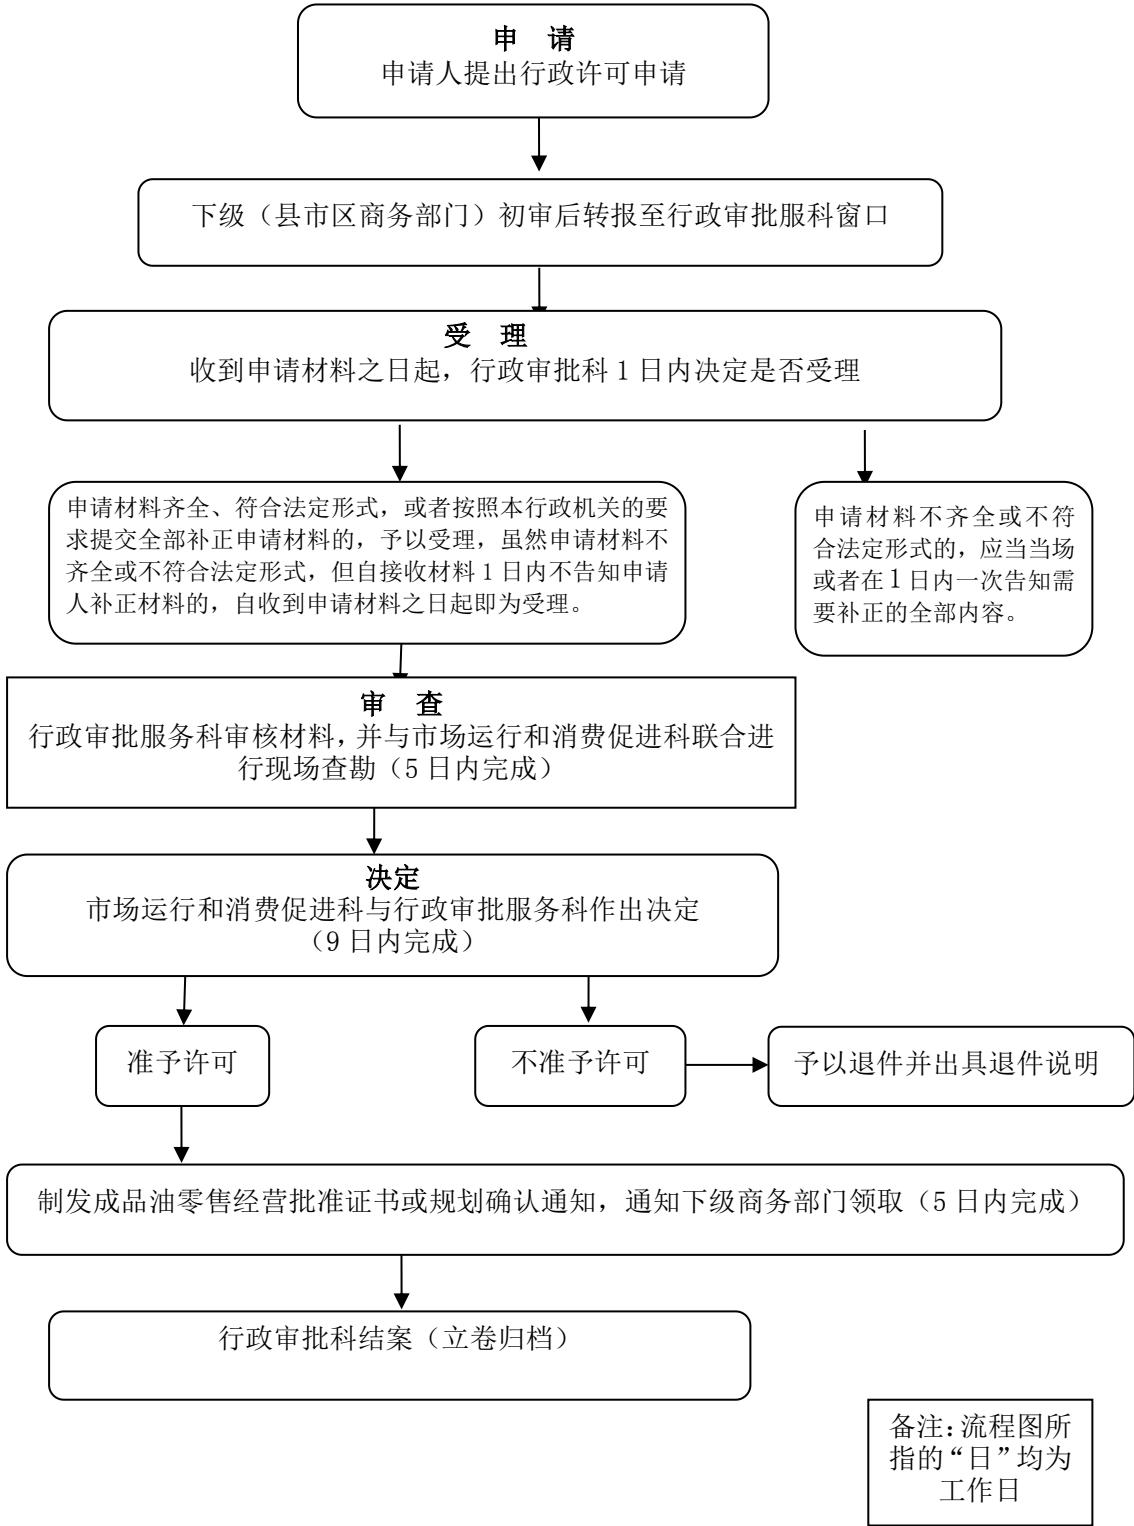 申 请
申请人提出行政许可申请
下级（县市区商务部门）初审后转报至行政审批服科窗口
受 理
收到申请材料之日起，行政审批科 1 日内决定是否受理
申请材料齐全、符合法定形式，或者按照本行政机关的要
求提交全部补正申请材料的，予以受理，虽然申请材料不
齐全或不符合法定形式，但自接收材料 1 日内不告知申请
人补正材料的，自收到申请材料之日起即为受理。
申请材料不齐全或不符
合法定形式的，应当当场
或者在 1 日内一次告知需
要补正的全部内容。
审 查
行政审批服务科审核材料，并与市场运行和消费促进科联合进
行现场查勘（5 日内完成）
决定
市场运行和消费促进科与行政审批服务科作出决定
（9 日内完成）
准予许可
不准予许可
予以退件并出具退件说明
制发成品油零售经营批准证书或规划确认通知，通知下级商务部门领取（5 日内完成）
行政审批科结案（立卷归档）
备注：流程图所
指的“日”均为
工作日